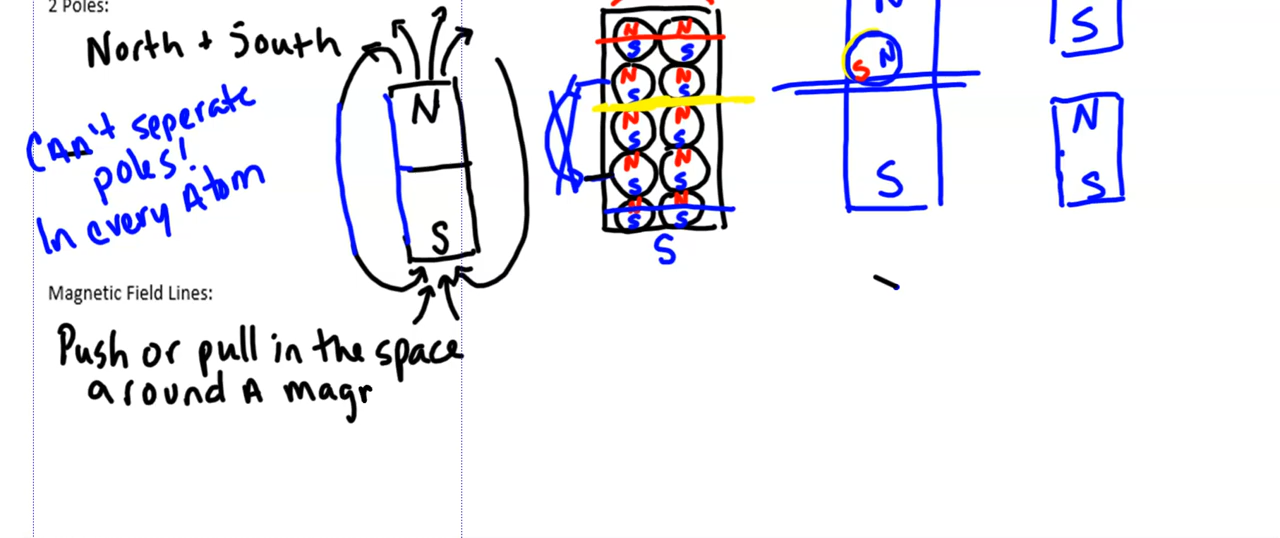 2 Poles:
North + South
CAn't seperate
poles!
In every Atom
N
S
Magnetic Field Lines:
Push or pull in the space
around A magr
N N
S S
N N
S S
N N
S S
N N
S S
N N
S S
S
N
S N
S
S
N
S